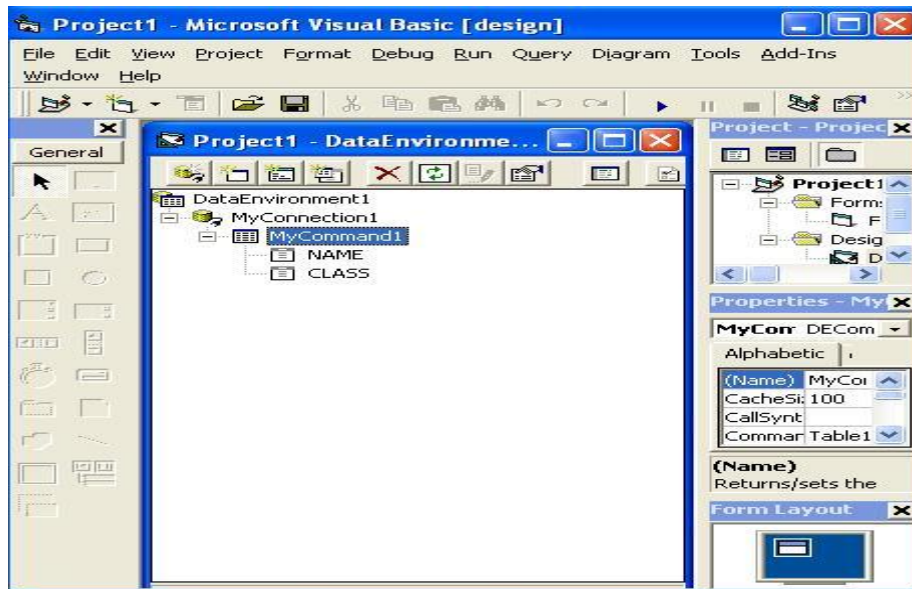 Project1 - Microsoft Visual Basic [design]
File Edit View Project Format Debug Run Query Diagram Tools Add-Ins
Window Help
General
Project1 - DataEnvironme...
DataEnvironment1
MyConnection1
MyCommand1
NAME
CLASS
Project - Projec
Project1
Form:
F
Desig
D
Properties - My
MyCom DECom
Alphabetic
(Name) MyCo
CacheSi: 100
CallSynt
Commar Table1
(Name)
Returns/sets the
Form Layout